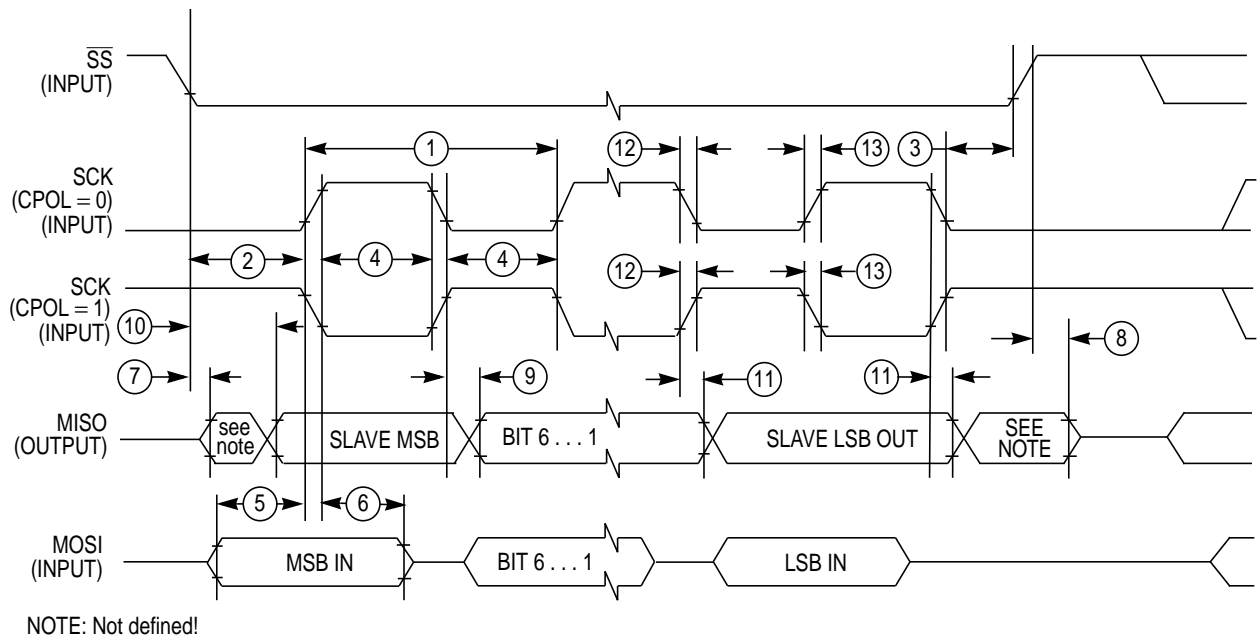 SS
(INPUT)
1
12
13
3
SCK
(CPOL = 0)
(INPUT)
2
4
4
12
13
SCK
(CPOL = 1)
(INPUT)
10
8
7
9
11
11
MISO
(OUTPUT)
see
note
SLAVE MSB
BIT 6 . . . 1
SLAVE LSB OUT
SEE
NOTE
5
6
MOSI
(INPUT)
MSB IN
BIT 6 . . . 1
LSB IN
NOTE: Not defined!